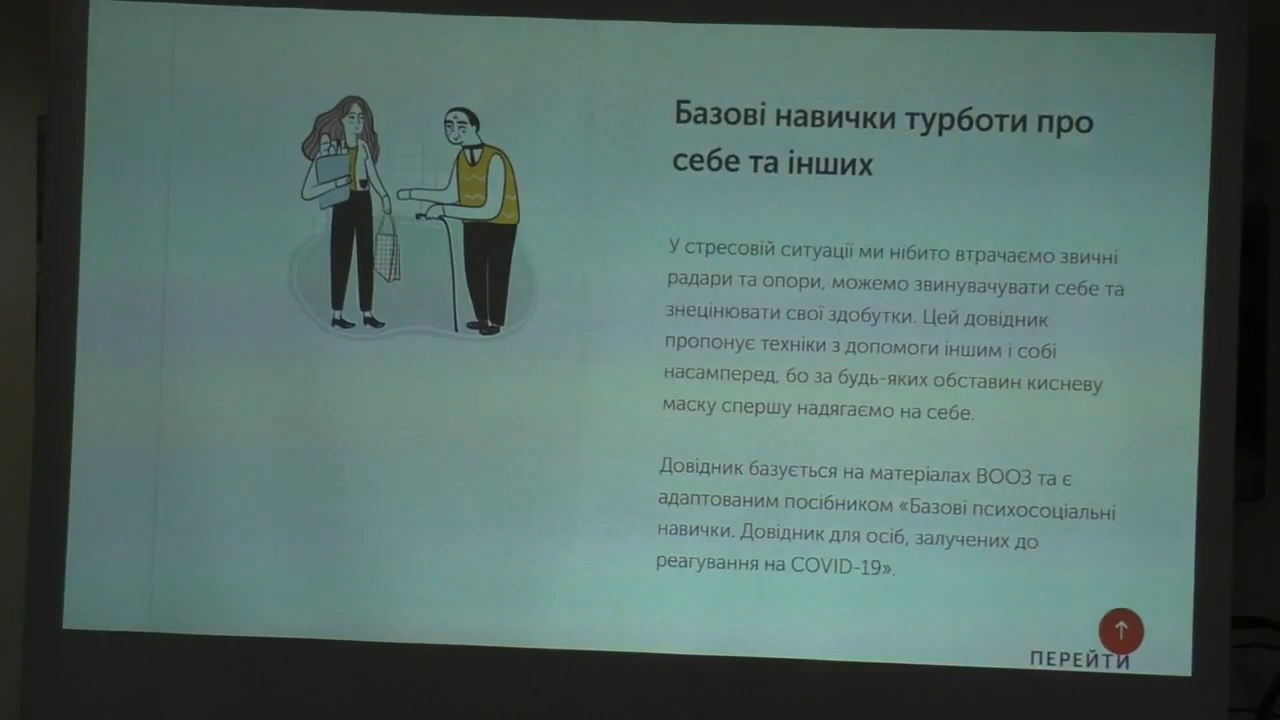 Базові навички турботи про
себе та інших
У стресовій ситуації ми нібито втрачаємо звичні
радари та опори, можемо звинувачувати себе та
знецінювати свої здобутки. Цей довідник
пропонує техніки з допомоги іншим і собі
насамперед, бо за будь-яких обставин кисневу
маску спершу надягаємо на себе.
Довідник базується на матеріалах ВООЗ та є
адаптованим посібником «Базові психосоціальні
навички. Довідник для осіб, залучених до
реагування на COVID-19».
ПЕРЕЙТИ